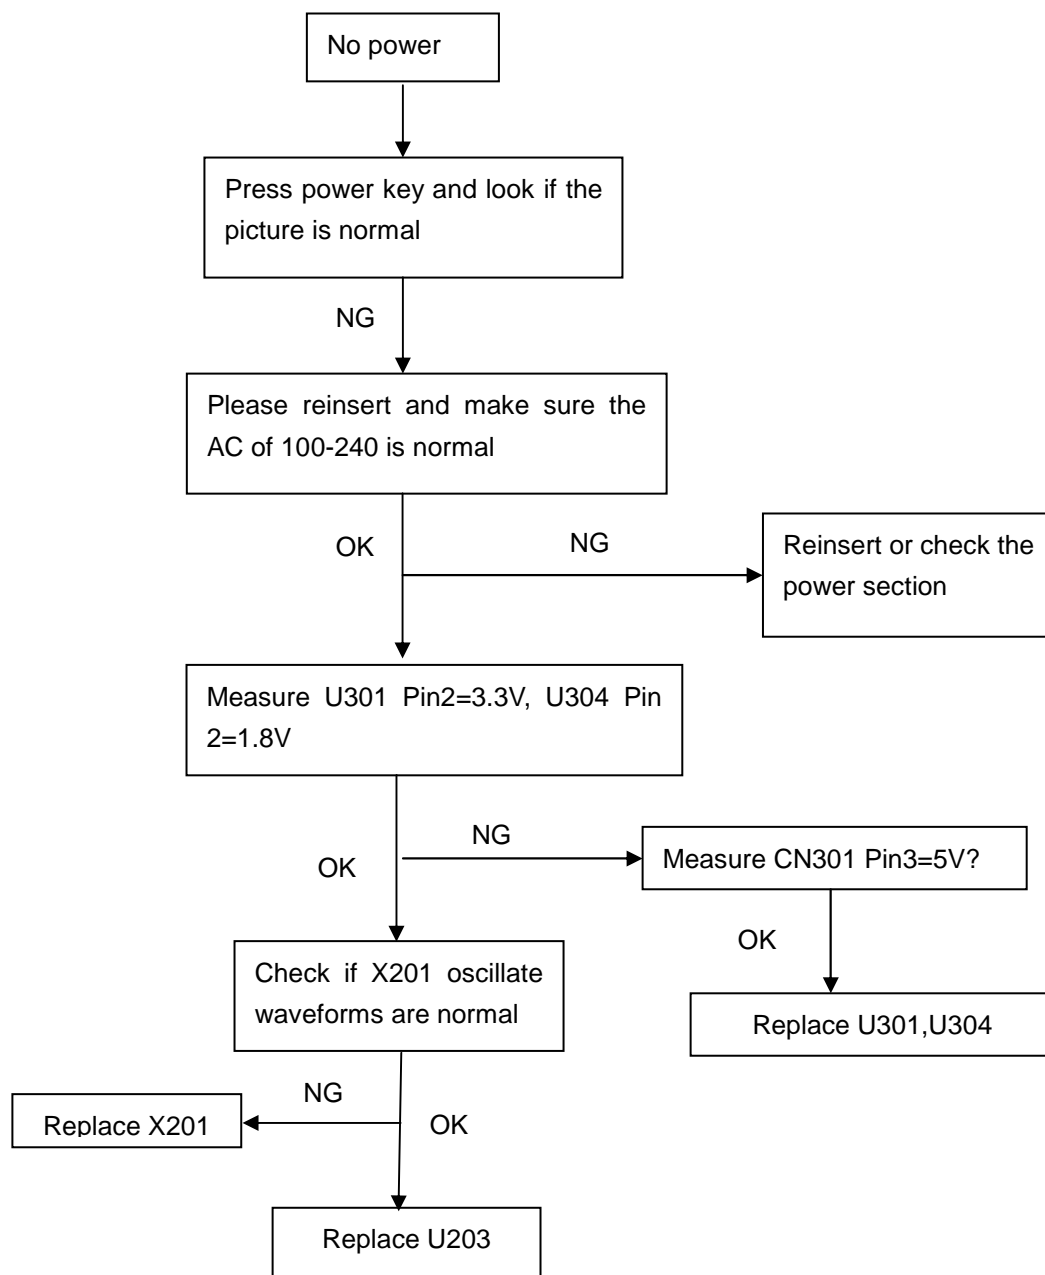 No power
Press power key and look if the
picture is normal
NG
Please reinsert and make sure the
AC of 100-240 is normal
OK
NG
Reinsert or check the
power section
Measure U301 Pin2=3.3V, U304 Pin
2=1.8V
NG
OK
Measure CN301 Pin3=5V?
OK
Check if X201 oscillate
waveforms are normal
Replace U301,U304
NG
OK
Replace X201
Replace U203